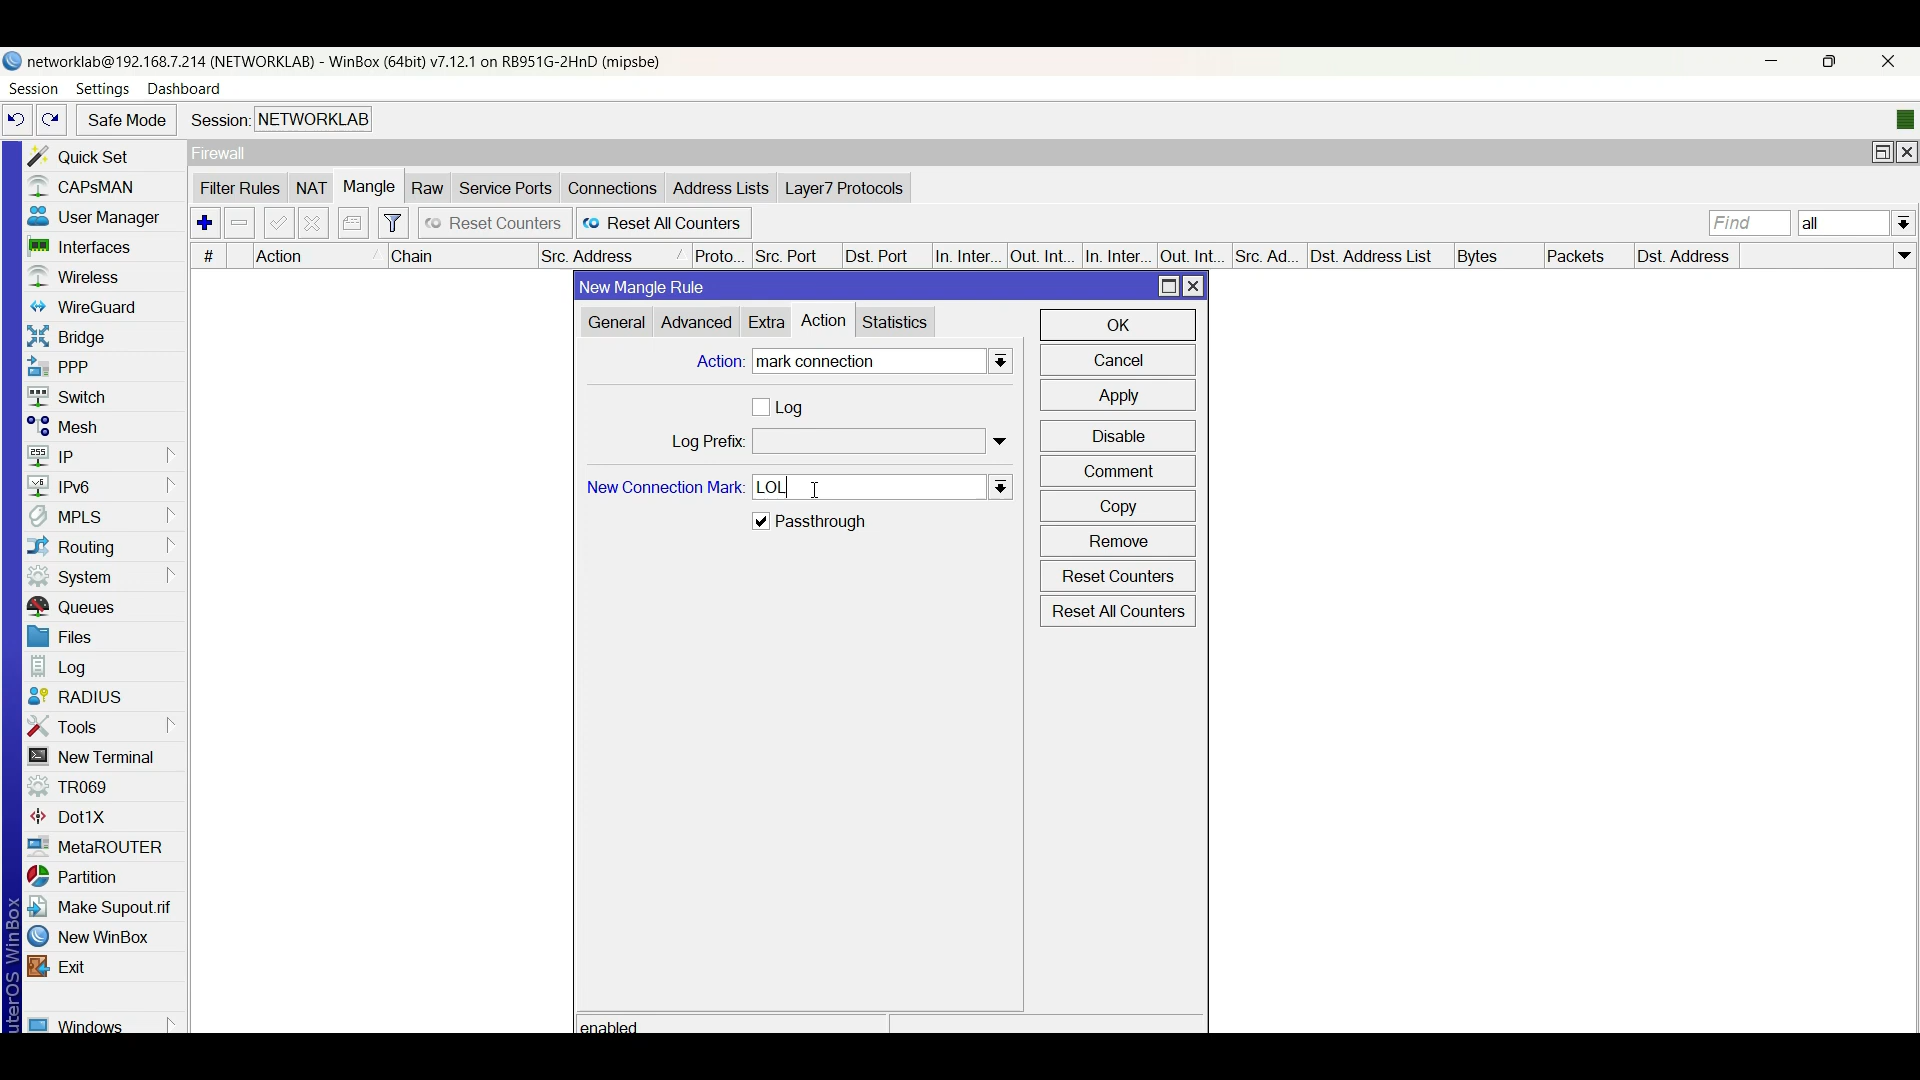 networklab@192.168.7.214 (NETWORKLAB) - WinBox (64bit) v7.12.1 on RB951G-2HnD (mipsbe)
Session Settings Dashboard
Safe Mode Session: NETWORKLAB
Quick Set
CAPsMAN
User Manager
Interfaces
Wireless
WireGuard
Bridge
PPP
Switch
Mesh
255 IP
v6 IPv6
MPLS
Routing
System
Queues
Files
Log
RADIUS
Tools
New Terminal
TR069
Dot1X
MetaROUTER
Partition
Make Supout.rif
New WinBox
Exit
Windows
uterOS WinBox
Firewall
Filter Rules NAT Mangle Raw Service Ports Connections Address Lists Layer7 Protocols
Reset Counters Reset All Counters Find all
# Action Chain Src. Address Proto... Src. Port Dst. Port In. Inter... Out. Int... In. Inter... Out. Int... Src. Ad... Dst. Address List Bytes Packets Dst. Address
New Mangle Rule
General Advanced Extra Action Statistics
Action: mark connection
Log
Log Prefix:
New Connection Mark: LOL
Passthrough
OK
Cancel
Apply
Disable
Comment
Copy
Remove
Reset Counters
Reset All Counters
enabled